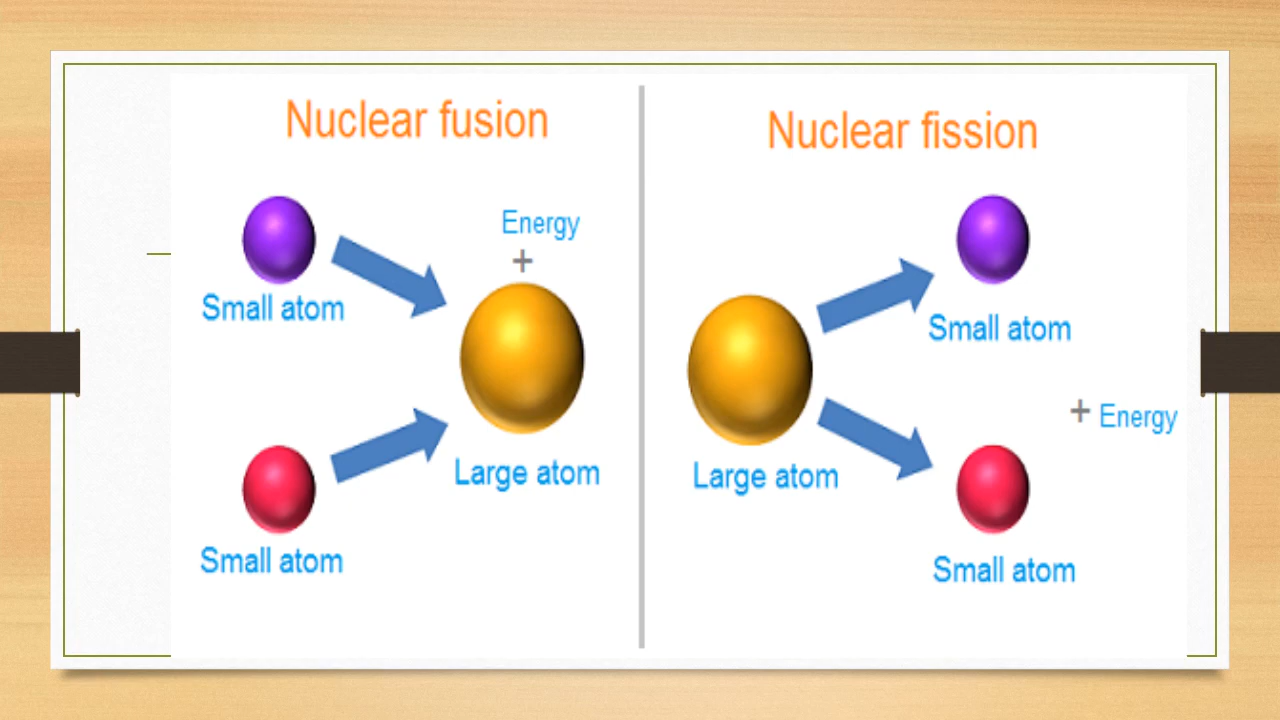 Nuclear fusion
Energy
+
Small atom
Large atom
Small atom
Nuclear fission
Small atom
+ Energy
Large atom
Small atom